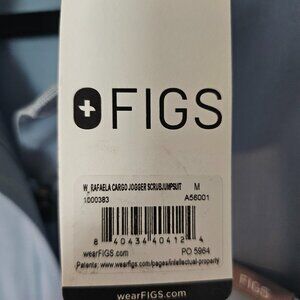 FIGS
W_RAFAELA CARGO JOGGER SCRUBJUMPSUIT M
1000383 A56001
8 40434 40412 4
wearFIGS.com PO 5964
Patents: www.wearfigs.com/pages/intellectual-property
wearFIGS.com